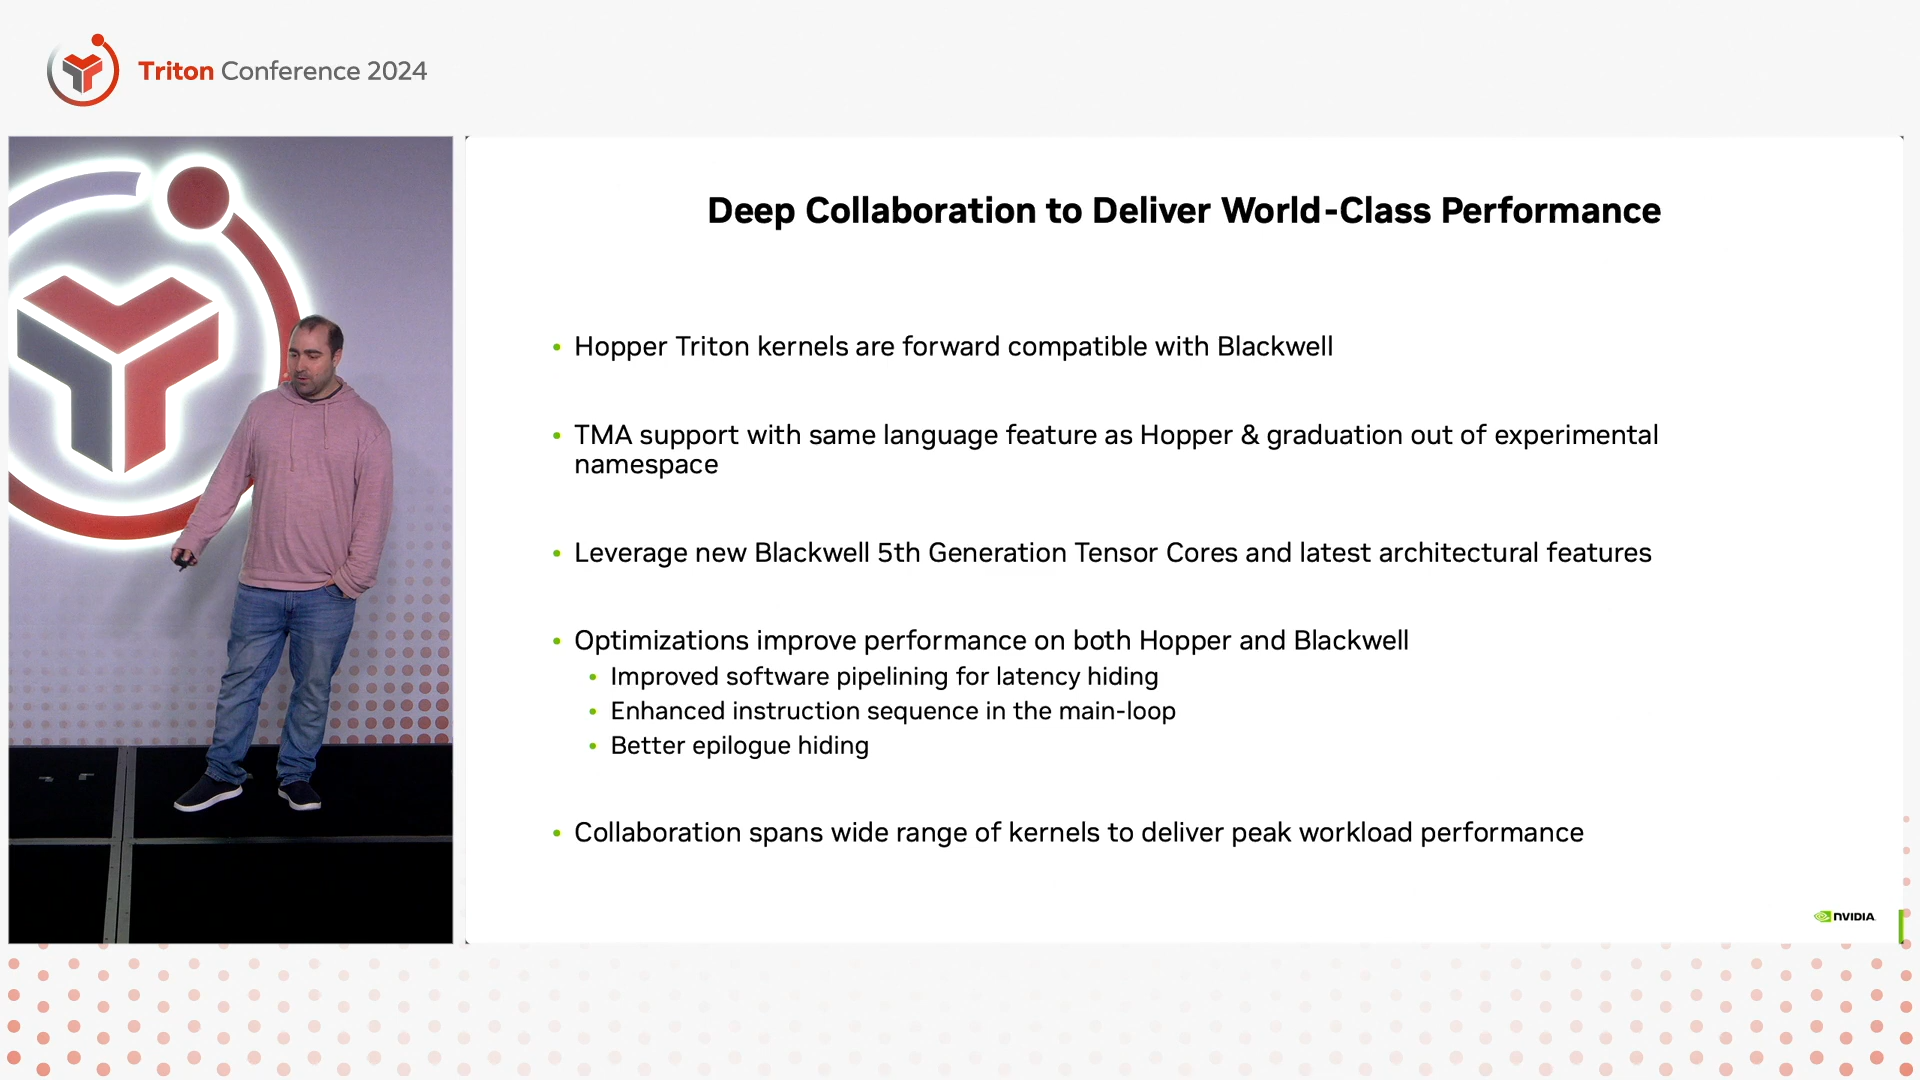 Triton Conference 2024
Deep Collaboration to Deliver World-Class Performance
• Hopper Triton kernels are forward compatible with Blackwell
• TMA support with same language feature as Hopper & graduation out of experimental
namespace
• Leverage new Blackwell 5th Generation Tensor Cores and latest architectural features
• Optimizations improve performance on both Hopper and Blackwell
• Improved software pipelining for latency hiding
• Enhanced instruction sequence in the main-loop
• Better epilogue hiding
• Collaboration spans wide range of kernels to deliver peak workload performance
NVIDIA